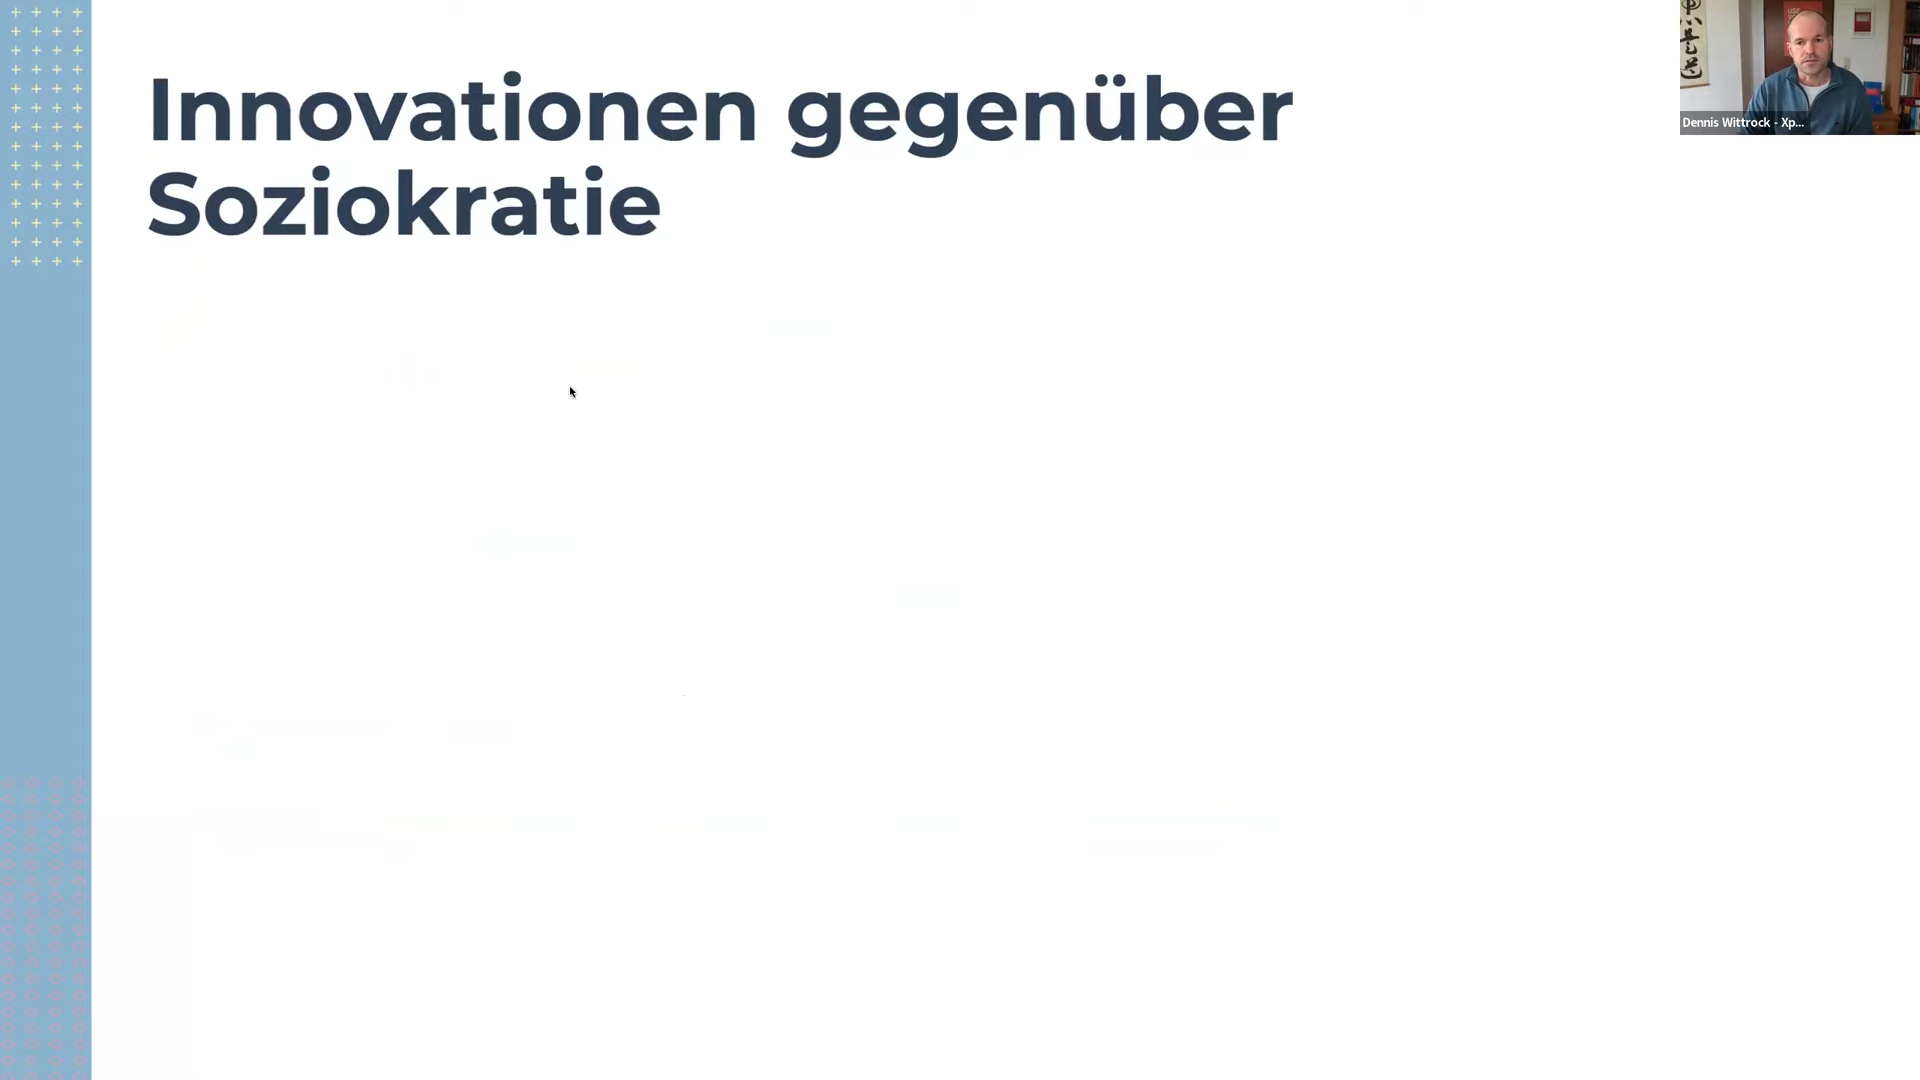 Innovationen gegenüber
Soziokratie
Dennis Wittrock - Xp...